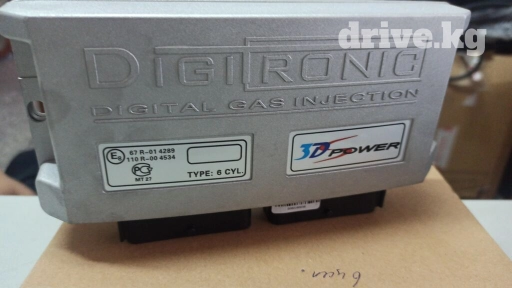 drive.kg
DIGITRONIC
DIGITAL GAS INJECTION
E8 67 R-01 4289
110 R-00 4534
MT 27
TYPE: 6 CYL.
3D POWER